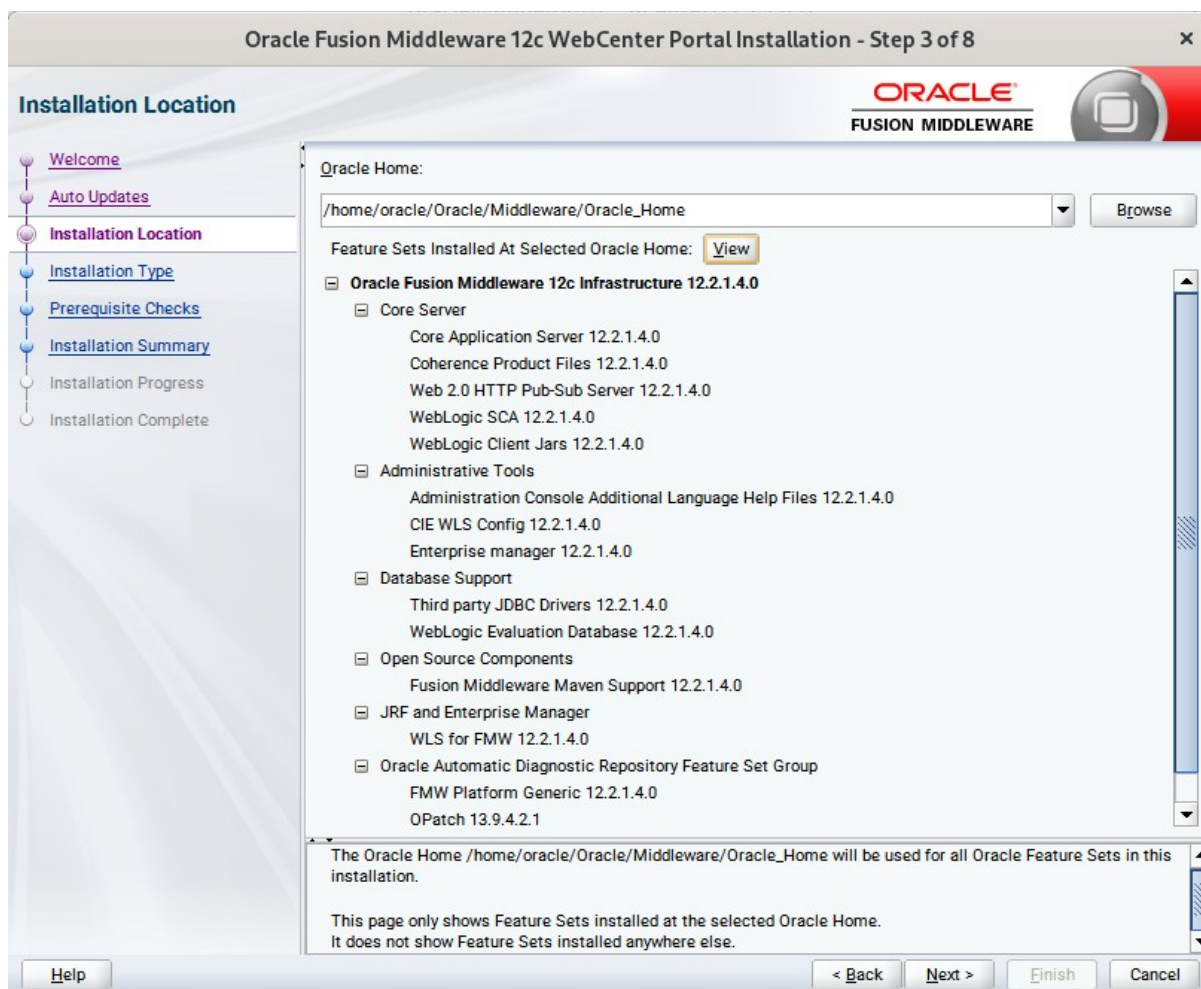 Oracle Fusion Middleware 12c WebCenter Portal Installation - Step 3 of 8
Installation Location
ORACLE
FUSION MIDDLEWARE
Welcome
Auto Updates
Installation Location
Installation Type
Prerequisite Checks
Installation Summary
Installation Progress
Installation Complete
Oracle Home:
/home/oracle/Oracle/Middleware/Oracle_Home
Browse
Feature Sets Installed At Selected Oracle Home: View
Oracle Fusion Middleware 12c Infrastructure 12.2.1.4.0
Core Server
Core Application Server 12.2.1.4.0
Coherence Product Files 12.2.1.4.0
Web 2.0 HTTP Pub-Sub Server 12.2.1.4.0
WebLogic SCA 12.2.1.4.0
WebLogic Client Jars 12.2.1.4.0
Administrative Tools
Administration Console Additional Language Help Files 12.2.1.4.0
CIE WLS Config 12.2.1.4.0
Enterprise manager 12.2.1.4.0
Database Support
Third party JDBC Drivers 12.2.1.4.0
WebLogic Evaluation Database 12.2.1.4.0
Open Source Components
Fusion Middleware Maven Support 12.2.1.4.0
JRF and Enterprise Manager
WLS for FMW 12.2.1.4.0
Oracle Automatic Diagnostic Repository Feature Set Group
FMW Platform Generic 12.2.1.4.0
OPatch 13.9.4.2.1
The Oracle Home /home/oracle/Oracle/Middleware/Oracle_Home will be used for all Oracle Feature Sets in this
installation.
This page only shows Feature Sets installed at the selected Oracle Home.
It does not show Feature Sets installed anywhere else.
Help
< Back
Next >
Finish
Cancel